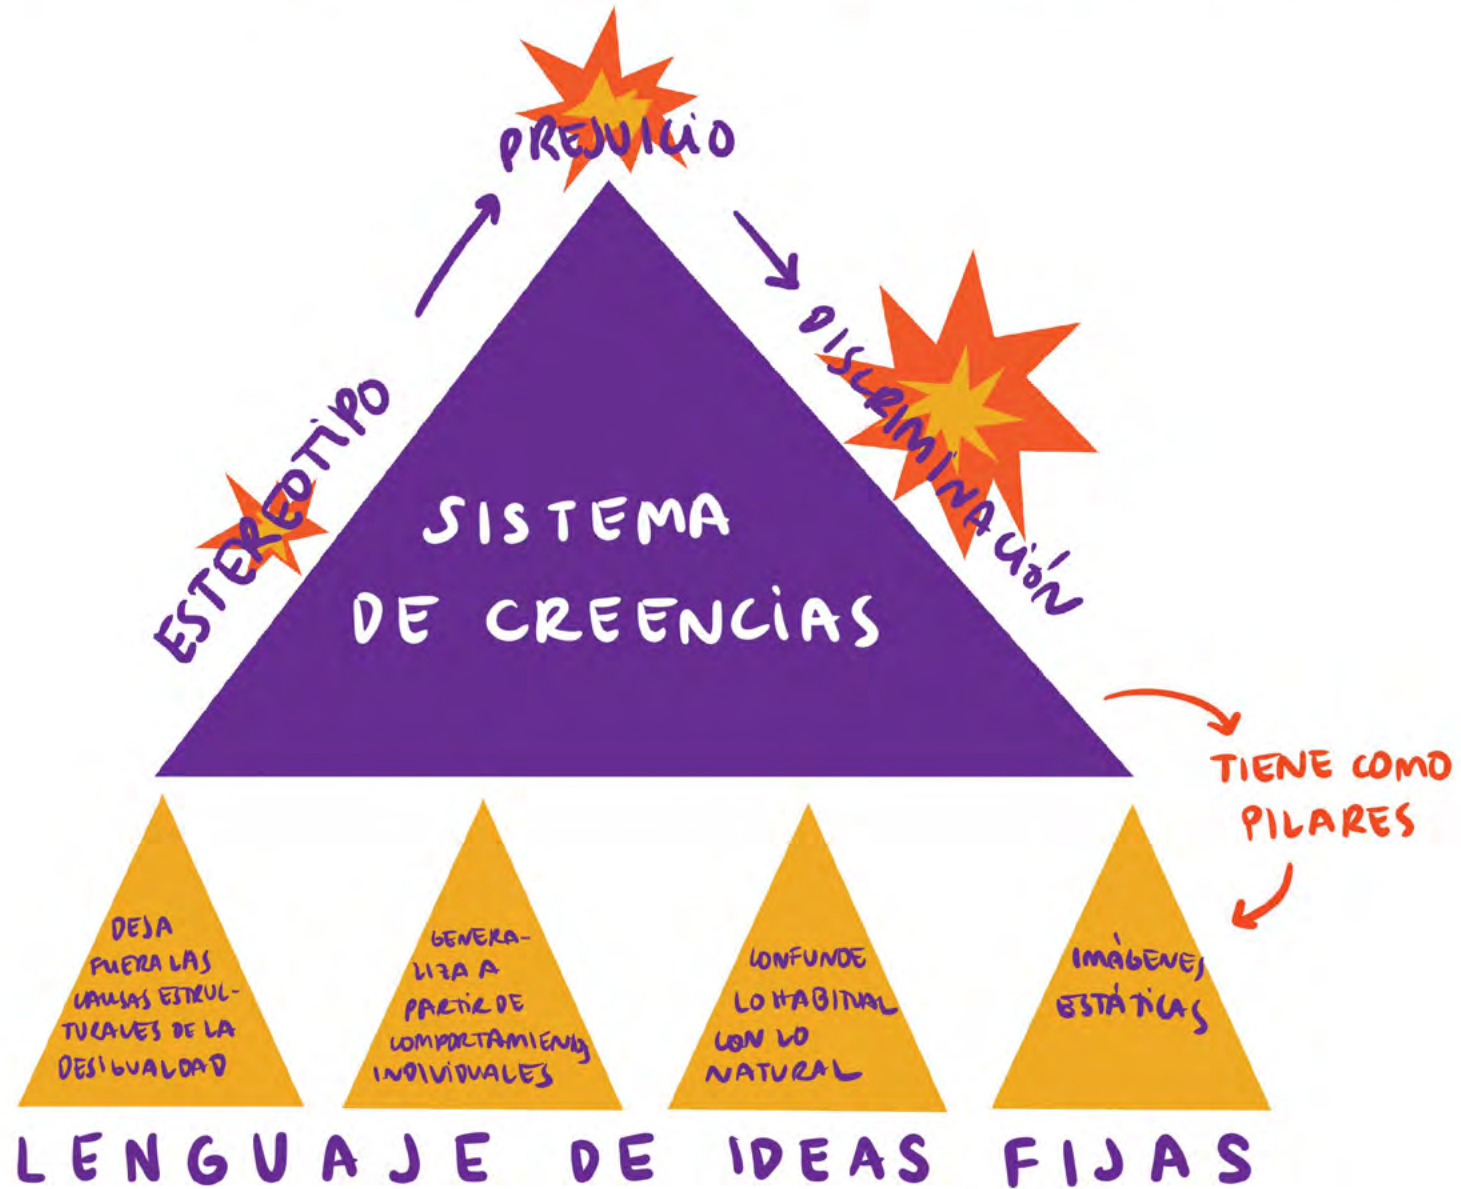 PREJUICIO
ESTEREOTIPO
DISCRIMINACIÓN
SISTEMA
DE CREENCIAS
TIENE COMO
PILARES
DEJA
FUERA LAS
CAUSAS ESTRUC-
TURALES DE LA
DESIGUALDAD
GENERA-
LIZA A
PARTIR DE
COMPORTAMIENTOS
INDIVIDUALES
CONFUNDE
LO HABITUAL
CON LO
NATURAL
IMÁGENES
ESTÁTICAS
LENGUAJE DE IDEAS FIJAS